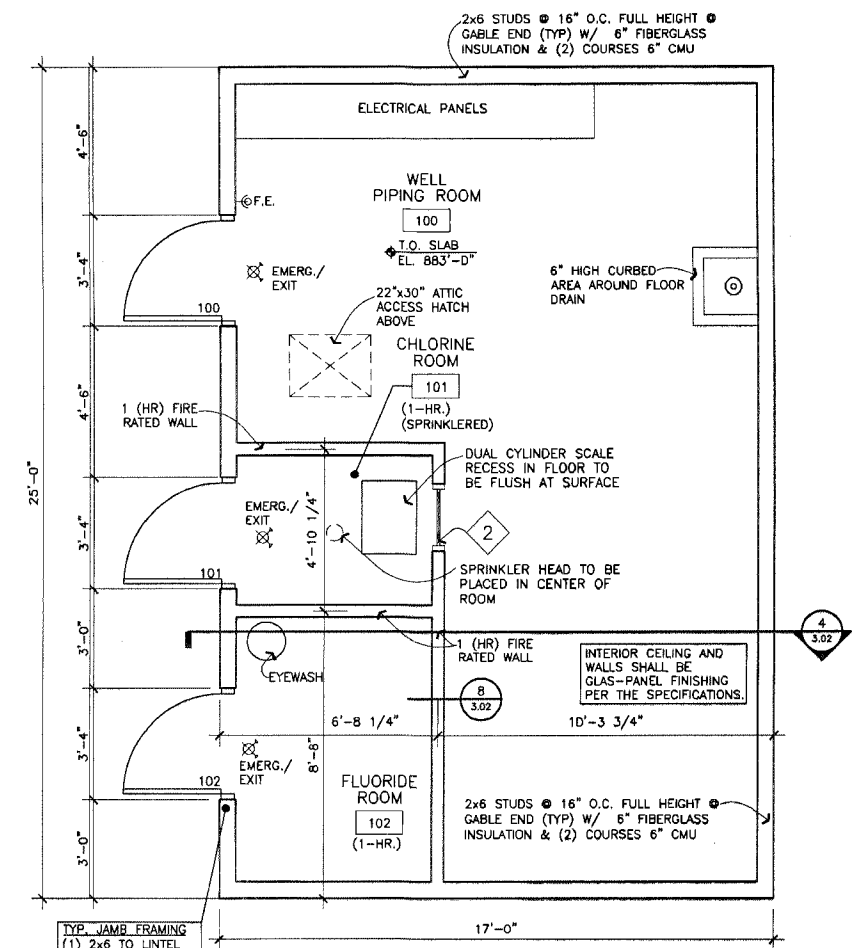 2x6 STUDS @ 16" O.C. FULL HEIGHT @
GABLE END (TYP) W/ 6" FIBERGLASS
INSULATION & (2) COURSES 6" CMU
ELECTRICAL PANELS
4'-6"
F.E.
WELL
PIPING ROOM
100
T.O. SLAB
EL. 883'-0"
EMERG./
EXIT
3'-4"
6" HIGH CURBED
AREA AROUND FLOOR
DRAIN
22"x30" ATTIC
ACCESS HATCH
ABOVE
100
CHLORINE
ROOM
101
(1-HR.)
(SPRINKLERED)
4'-6"
1 (HR) FIRE
RATED WALL
25'-0"
DUAL CYLINDER SCALE
RECESS IN FLOOR TO
BE FLUSH AT SURFACE
EMERG./
EXIT
4'-10 1/4"
3'-4"
2
101
SPRINKLER HEAD TO BE
PLACED IN CENTER OF
ROOM
3'-0"
4
3.02
1 (HR) FIRE
RATED WALL
INTERIOR CEILING AND
WALLS SHALL BE
GLAS-PANEL FINISHING
PER THE SPECIFICATIONS.
EYEWASH
8
3.02
6'-8 1/4"
10'-3 3/4"
3'-4"
8'-8"
EMERG./
EXIT
102
FLUORIDE
ROOM
102
(1-HR.)
2x6 STUDS @ 16" O.C. FULL HEIGHT @
GABLE END (TYP) W/ 6" FIBERGLASS
INSULATION & (2) COURSES 6" CMU
3'-0"
TYP. JAMB FRAMING
(1) 2x6 TO LINTEL
17'-0"